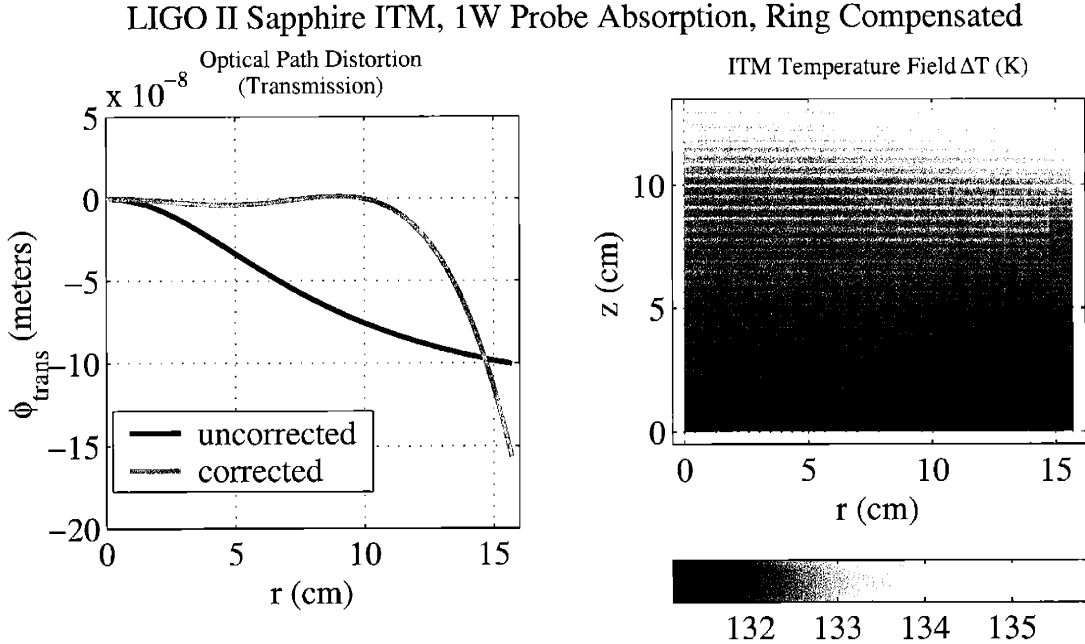 LIGO II Sapphire ITM, 1W Probe Absorption, Ring Compensated
Optical Path Distortion
(Transmission)
x 10⁻⁸
5
0
−5
−10
−15
−20
0
5
10
15
r (cm)
ϕtrans (meters)
uncorrected
corrected
ITM Temperature Field ΔT (K)
10
5
0
z (cm)
0
5
10
15
r (cm)
132
133
134
135